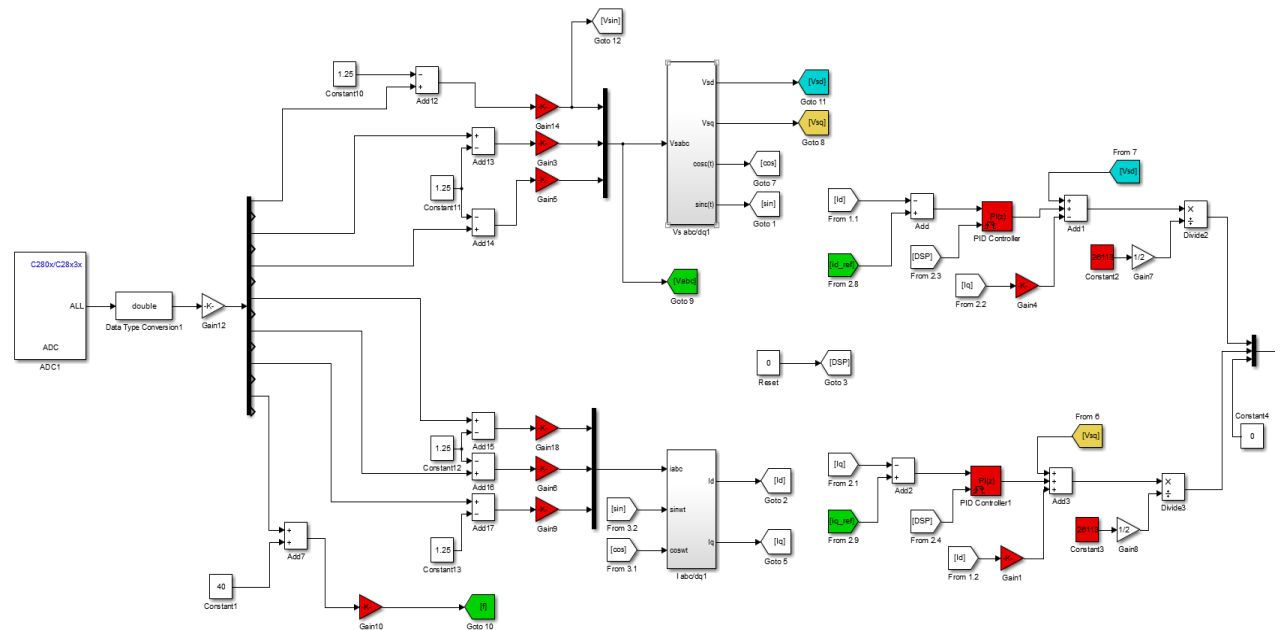 [Vsin]
Goto 12
1.25
Constant10
Add12
-K-
Gain14
Add13
-K-
Gain3
1.25
Constant11
-K-
Gain5
Add14
Vsabc
Vsd
Vsq
cosc(t)
sinc(t)
Vs abc/dq1
[Vsd]
Goto 11
[Vsq]
Goto 8
[cos]
Goto 7
[sin]
Goto 1
[Vabq]
Goto 9
C280x/C28x3x
ALL
ADC
ADC1
double
Data Type Conversion1
-K-
Gain12
From 7
[Vsd]
[Id]
From 1.1
Add
PI(z)
PID Controller
Add1
Divide2
[id_ref]
From 2.8
[DSP]
From 2.3
[Iq]
From 2.2
-K-
Gain4
Constant2
1/2
Gain7
0
Reset
[DSP]
Goto 3
Constant4
0
Add15
-K-
Gain18
1.25
Constant12
Add16
-K-
Gain6
Add17
-K-
Gain9
1.25
Constant13
[sin]
From 3.2
[cos]
From 3.1
iabc
sinwt
coswt
Id
Iq
I abc/dq1
[Id]
Goto 2
[Iq]
Goto 5
Add7
40
Constant1
-K-
Gain10
[f]
Goto 10
From 6
[Vsq]
[Iq]
From 2.1
Add2
PI(z)
PID Controller1
Add3
Divide3
[iq_ref]
From 2.9
[DSP]
From 2.4
[Id]
From 1.2
-K-
Gain1
Constant3
1/2
Gain8